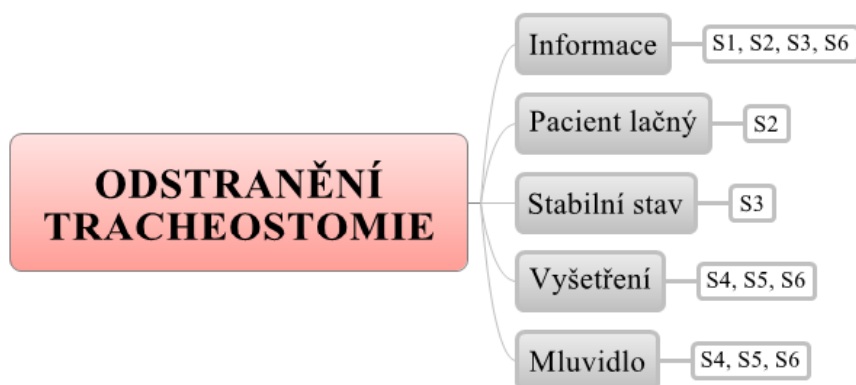 ODSTRANĚNÍ
TRACHEOSTOMIE
Informace
S1, S2, S3, S6
Pacient lačný
S2
Stabilní stav
S3
Vyšetření
S4, S5, S6
Mluvidlo
S4, S5, S6